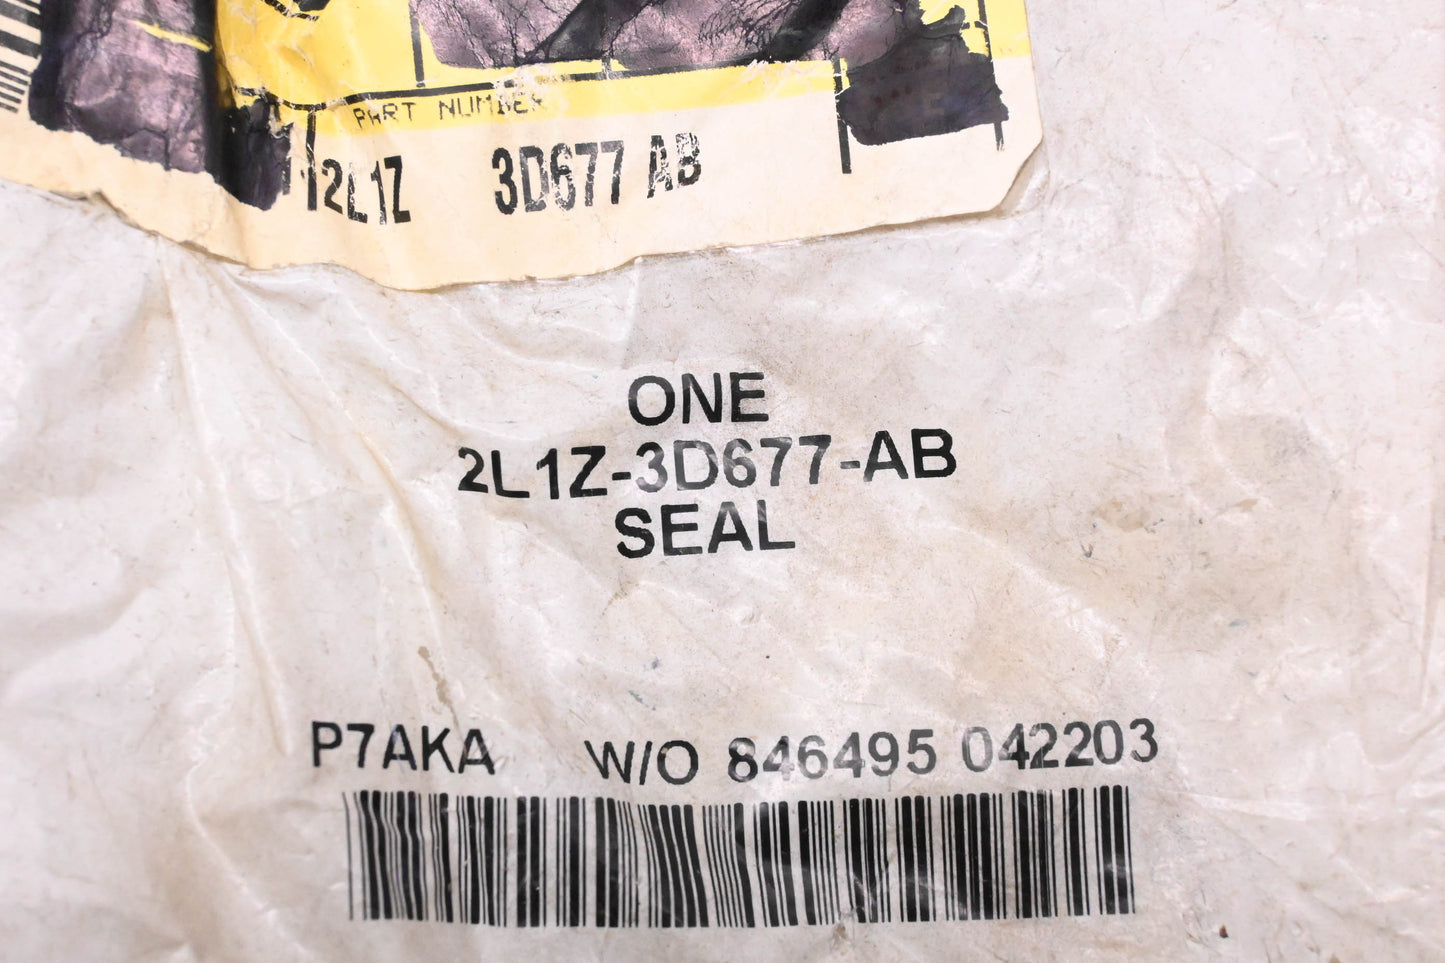 PART NUMBER
2L1Z 3D677 AB
ONE
2L1Z-3D677-AB
SEAL
P7AKA W/O 846495 042203